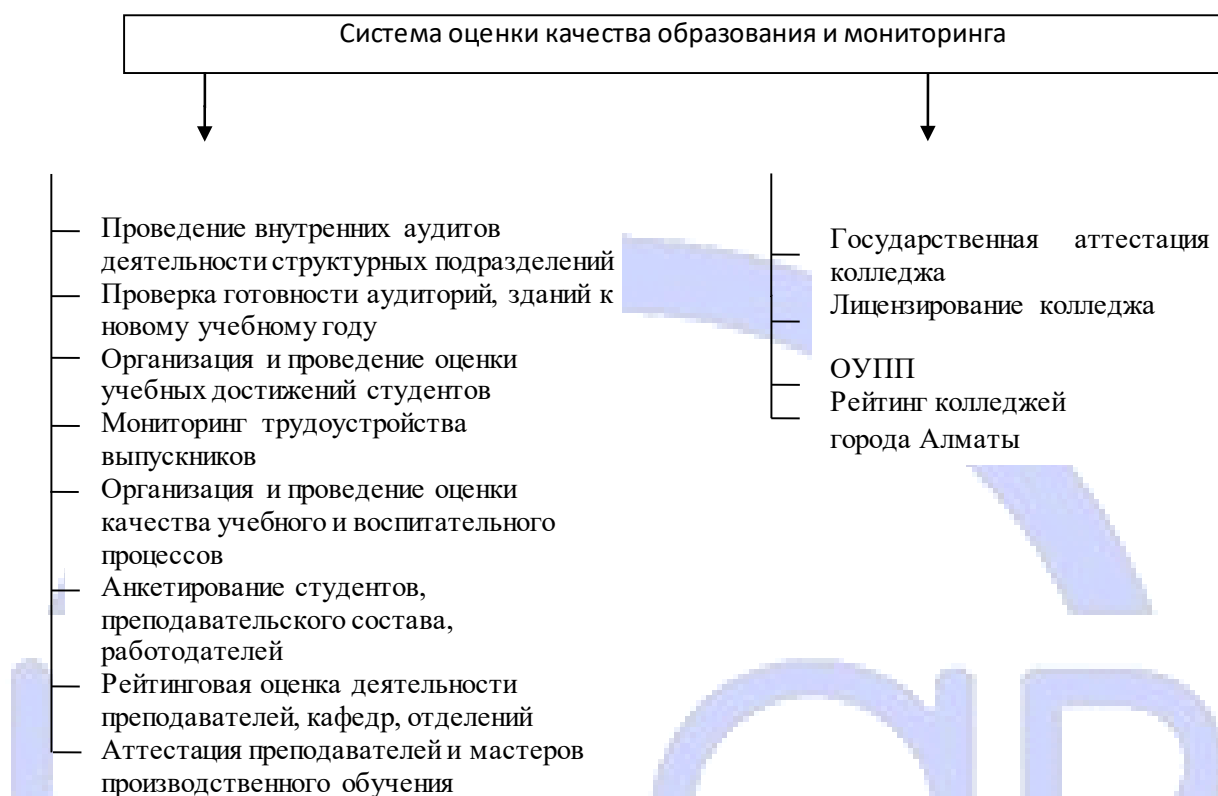 Система оценки качества образования и мониторинга
Проведение внутренних аудитов
деятельности структурных подразделений
Проверка готовности аудиторий, зданий к
новому учебному году
Организация и проведение оценки
учебных достижений студентов
Мониторинг трудоустройства
выпускников
Организация и проведение оценки
качества учебного и воспитательного
процессов
Анкетирование студентов,
преподавательского состава,
работодателей
Рейтинговая оценка деятельности
преподавателей, кафедр, отделений
Аттестация преподавателей и мастеров
производственного обучения
Государственная аттестация
колледжа
Лицензирование колледжа
ОУПП
Рейтинг колледжей
города Алматы